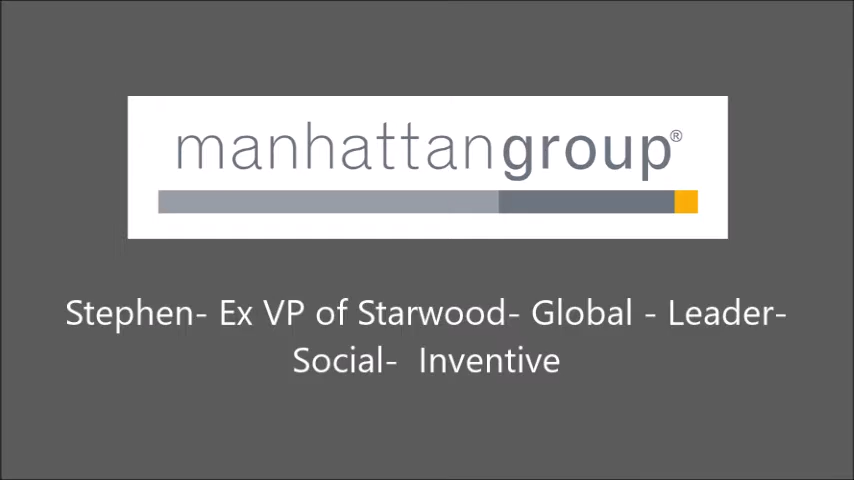 manhattangroup®
Stephen- Ex VP of Starwood- Global - Leader-
Social-  Inventive